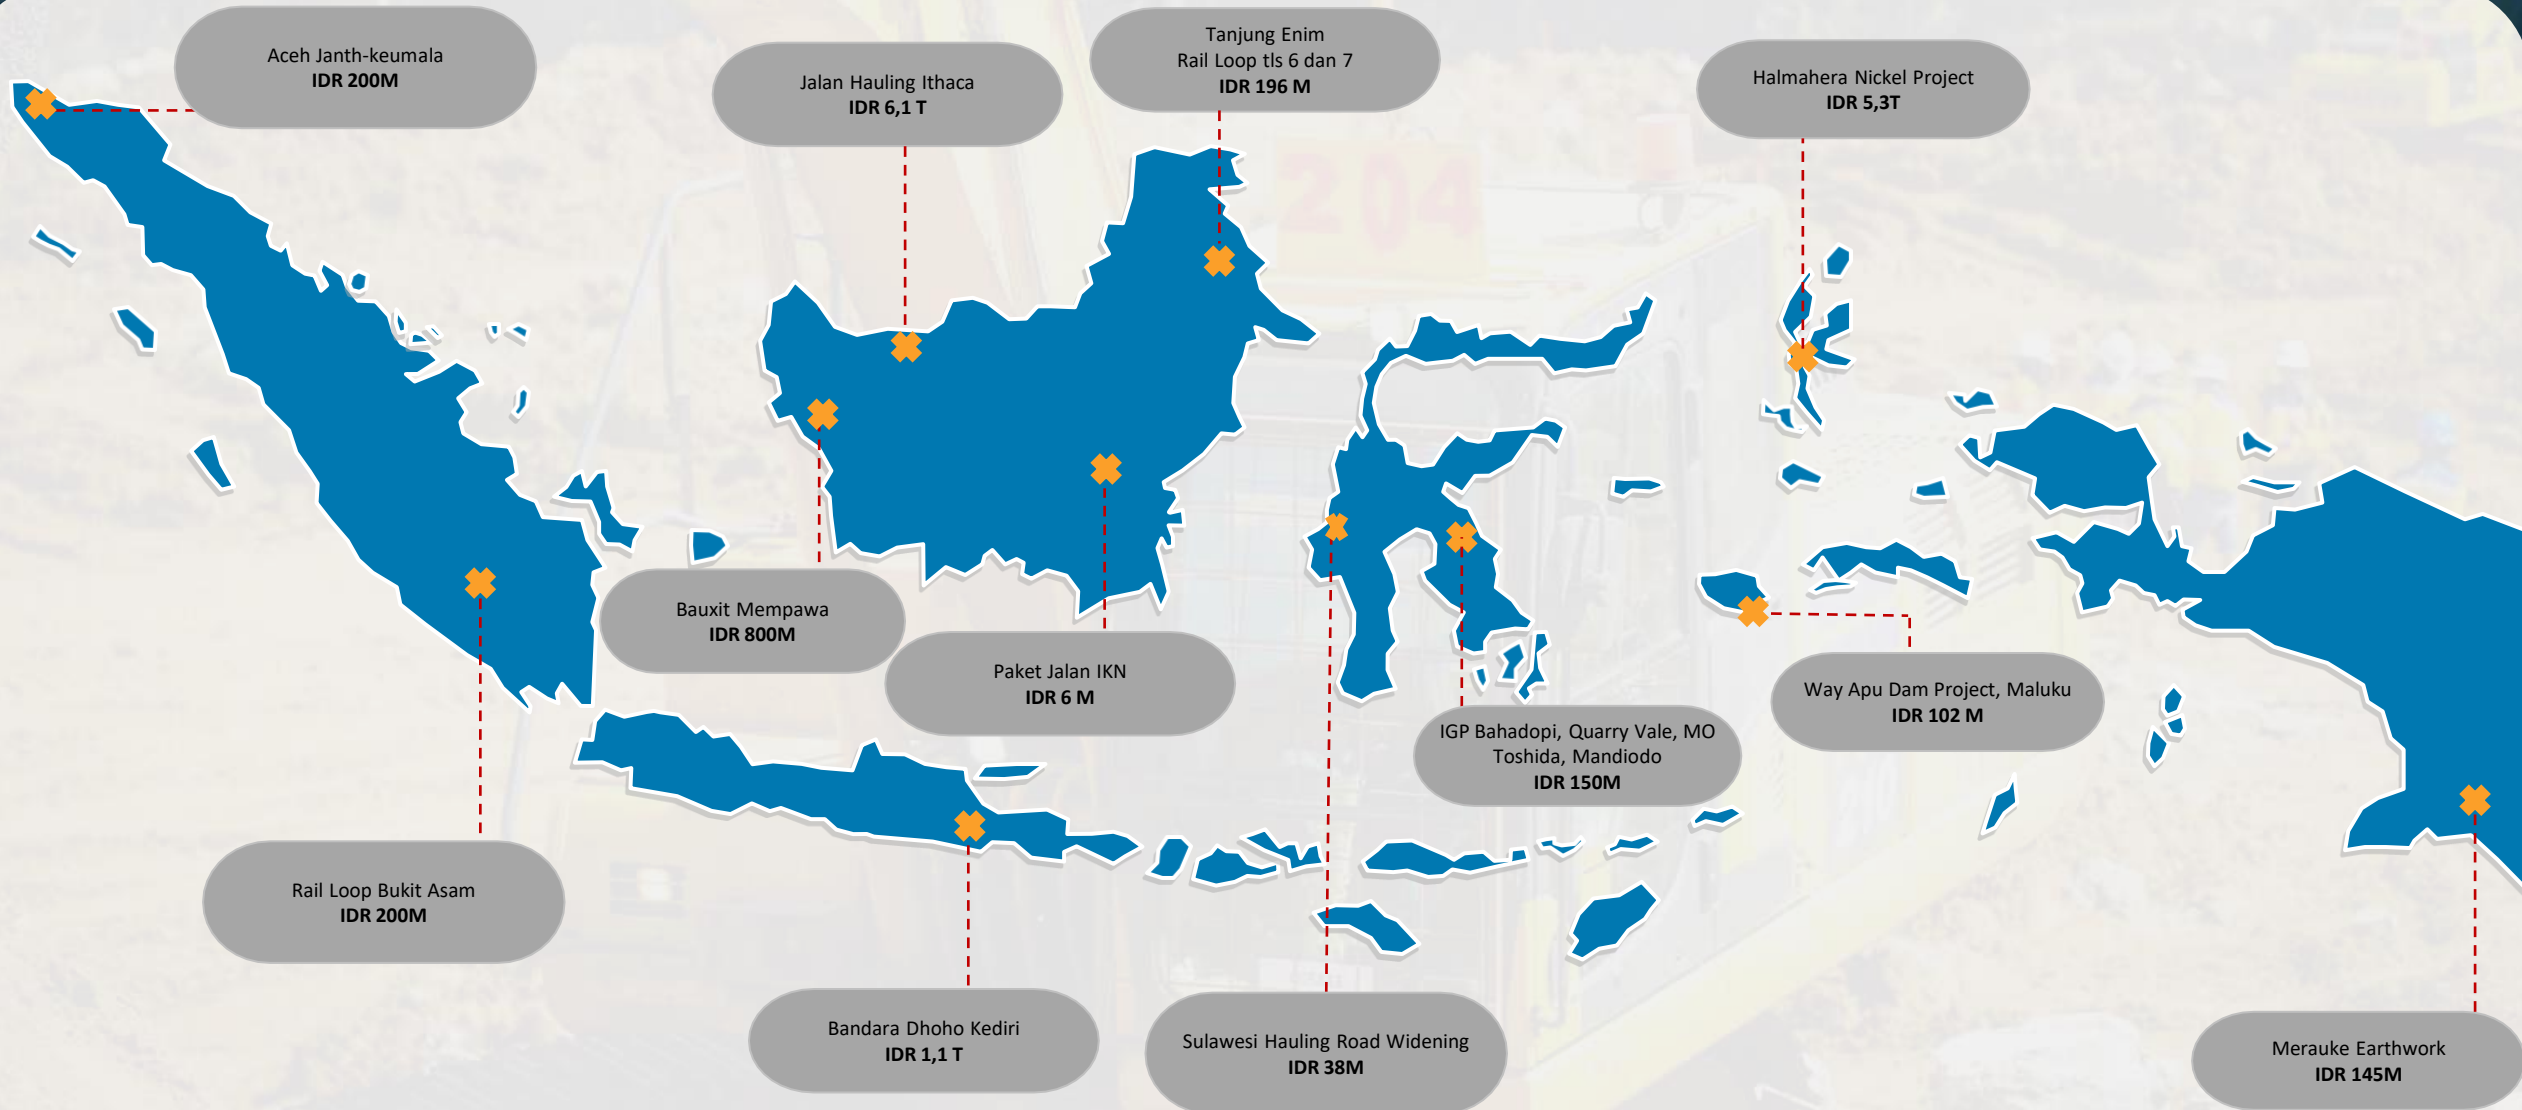 Aceh Janth-keumala
IDR 200M
Jalan Hauling Ithaca
IDR 6,1 T
Tanjung Enim
Rail Loop tls 6 dan 7
IDR 196 M
Halmahera Nickel Project
IDR 5,3T
204
Bauxit Mempawa
IDR 800M
Paket Jalan IKN
IDR 6 M
IGP Bahadopi, Quarry Vale, MO
Toshida, Mandiodo
IDR 150M
Way Apu Dam Project, Maluku
IDR 102 M
Rail Loop Bukit Asam
IDR 200M
Bandara Dhoho Kediri
IDR 1,1 T
Sulawesi Hauling Road Widening
IDR 38M
Merauke Earthwork
IDR 145M